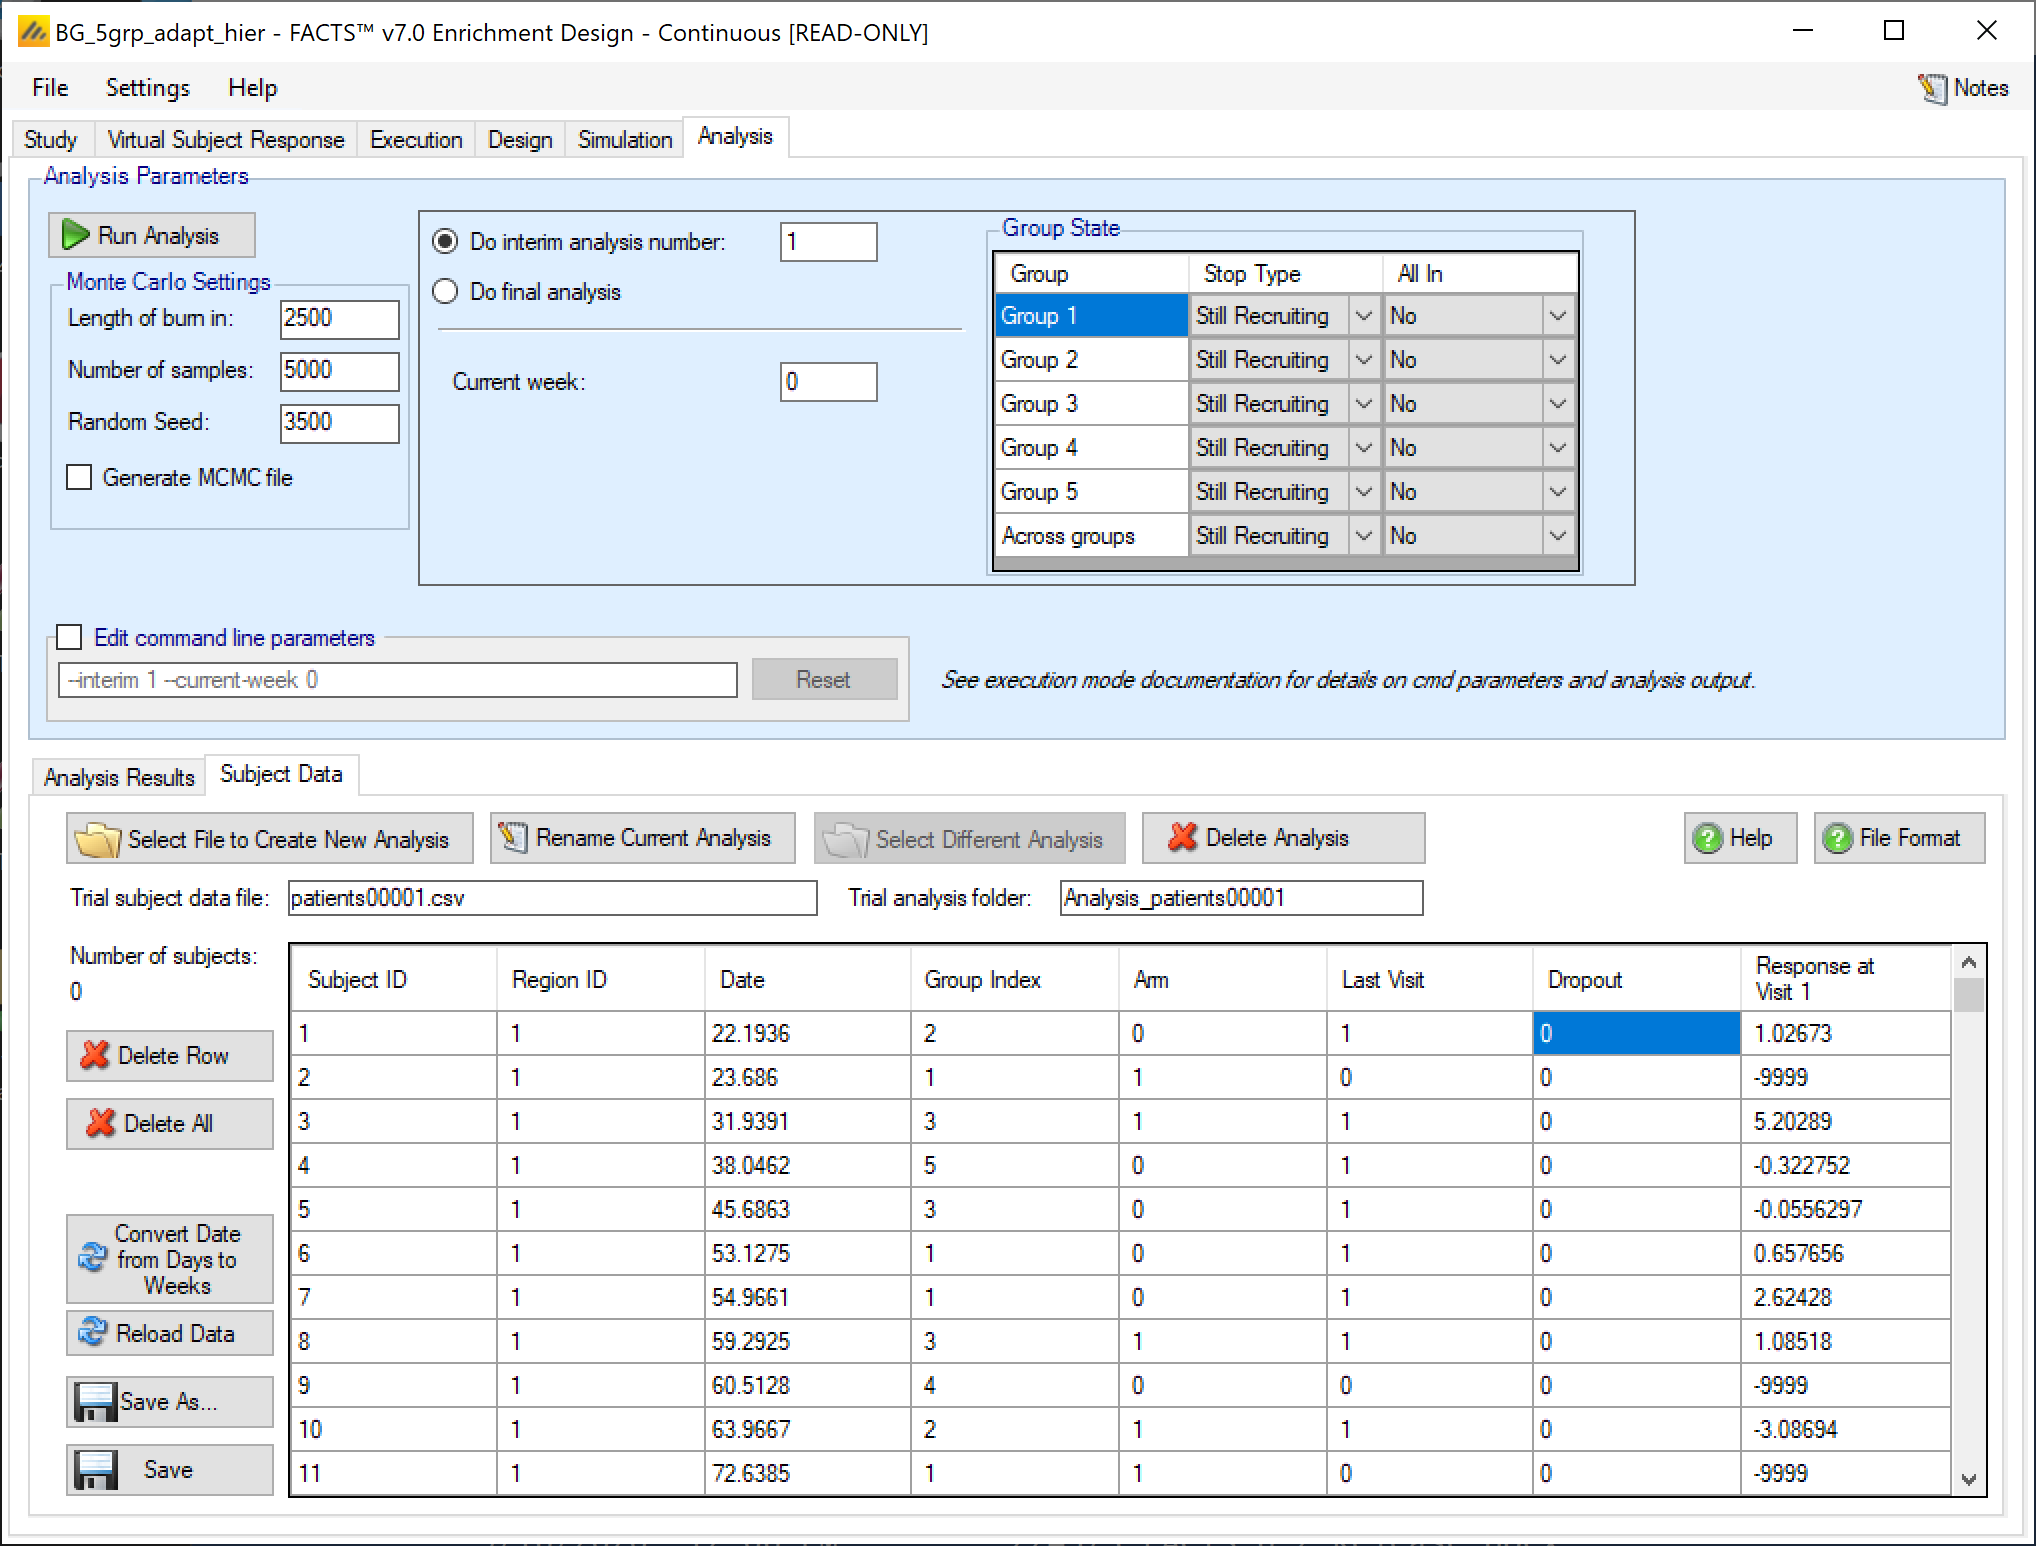 BG_5grp_adapt_hier - FACTS™ v7.0 Enrichment Design - Continuous [READ-ONLY]
File Settings Help Notes
Study Virtual Subject Response Execution Design Simulation Analysis
Analysis Parameters
Run Analysis
Monte Carlo Settings
Length of burn in: 2500
Number of samples: 5000
Random Seed: 3500
Generate MCMC file
Do interim analysis number: 1
Do final analysis
Current week: 0
Group State
Group Stop Type All In
Group 1 Still Recruiting No
Group 2 Still Recruiting No
Group 3 Still Recruiting No
Group 4 Still Recruiting No
Group 5 Still Recruiting No
Across groups Still Recruiting No
Edit command line parameters
--interim 1 --current-week 0 Reset
See execution mode documentation for details on cmd parameters and analysis output.
Analysis Results Subject Data
Select File to Create New Analysis Rename Current Analysis Select Different Analysis Delete Analysis Help File Format
Trial subject data file: patients00001.csv Trial analysis folder: Analysis_patients00001
Number of subjects:
0
Delete Row
Delete All
Convert Date
from Days to
Weeks
Reload Data
Save As...
Save
Subject ID Region ID Date Group Index Arm Last Visit Dropout Response at
Visit 1
1 1 22.1936 2 0 1 0 1.02673
2 1 23.686 1 1 0 0 -9999
3 1 31.9391 3 1 1 0 5.20289
4 1 38.0462 5 0 1 0 -0.322752
5 1 45.6863 3 0 1 0 -0.0556297
6 1 53.1275 1 0 1 0 0.657656
7 1 54.9661 1 0 1 0 2.62428
8 1 59.2925 3 1 1 0 1.08518
9 1 60.5128 4 0 0 0 -9999
10 1 63.9667 2 1 1 0 -3.08694
11 1 72.6385 1 1 0 0 -9999